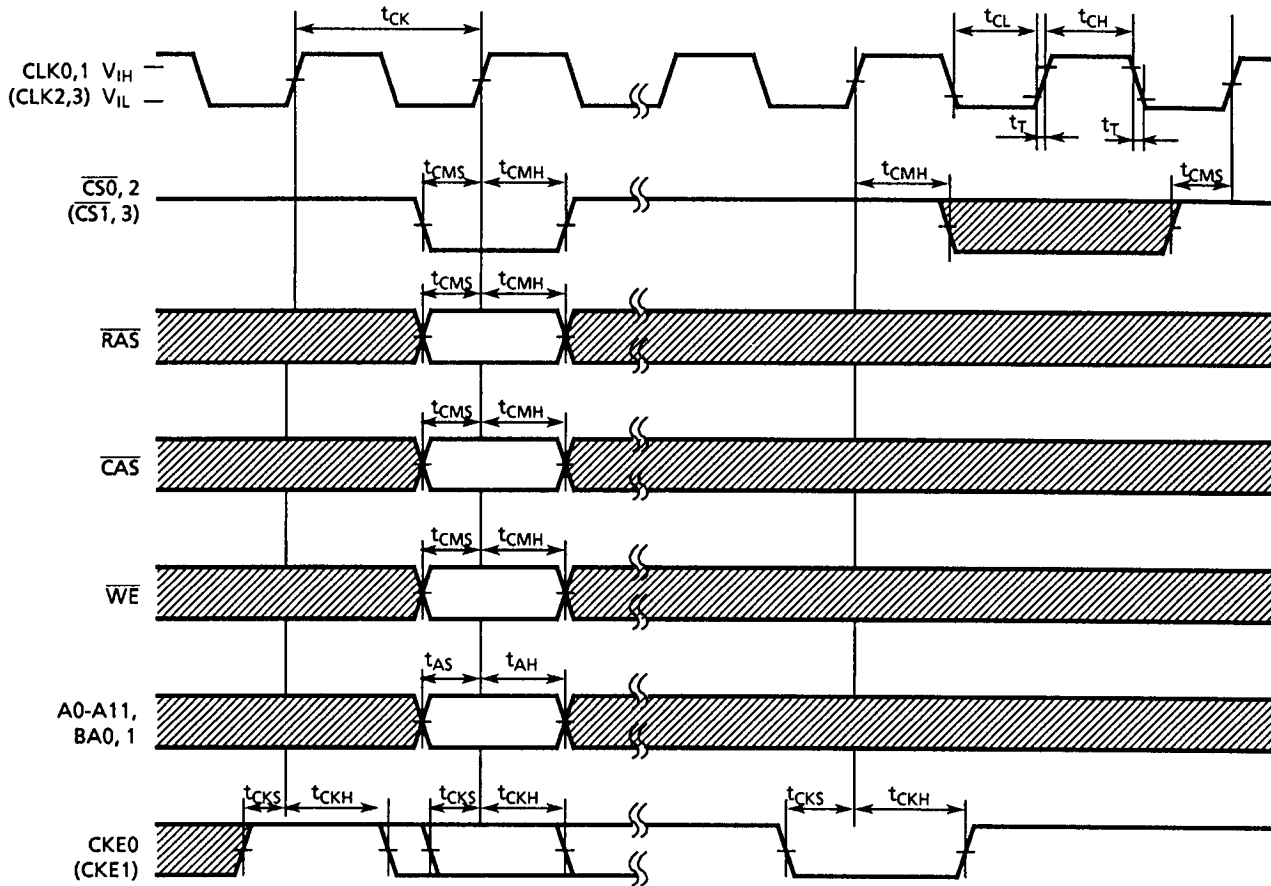 tCK
tCL
tCH
CLK0,1 VIH
(CLK2,3) VIL
tT
tT
tCMS
tCMH
tCMH
tCMS
CS0, 2
(CS1, 3)
tCMS
tCMH
RAS
tCMS
tCMH
CAS
tCMS
tCMH
WE
tAS
tAH
A0-A11,
BA0, 1
tCKS
tCKH
tCKS
tCKH
tCKS
tCKH
CKE0
(CKE1)